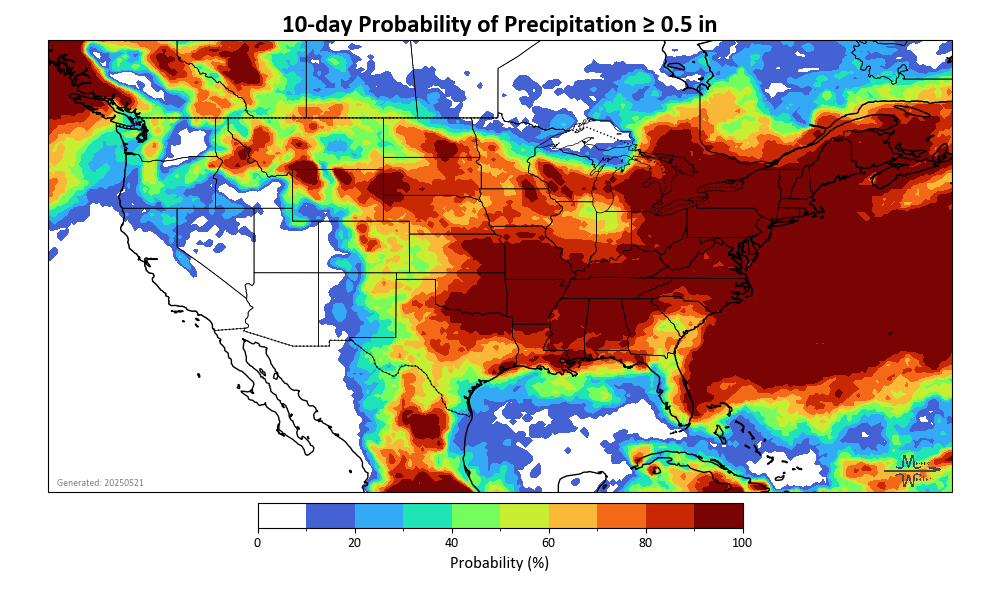 10-day Probability of Precipitation ≥ 0.5 in
Generated: 20250521
0 20 40 60 80 100
Probability (%)